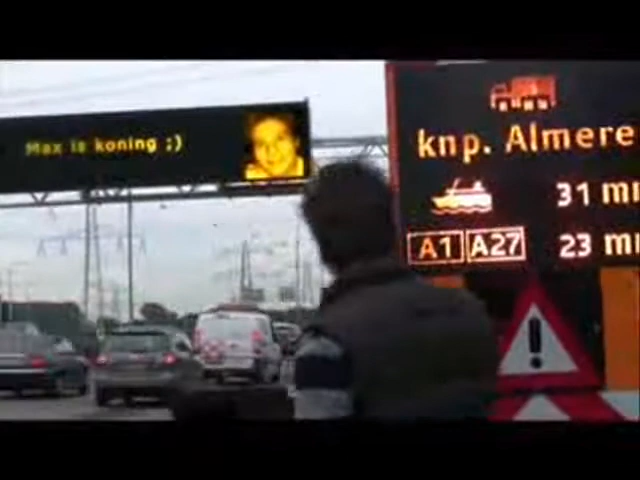 Max is koning ;)
knp. Almere
31 m
A1 A27 23 m
!